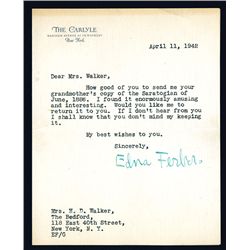 THE CARLYLE
MADISON AVENUE AT 76TH STREET
New York
April 11, 1942
Dear Mrs. Walker,
How good of you to send me your
grandmother's copy of the Saratogian of
June, 1886. I found it enormously amusing
and interesting. Would you like me to
return it to you? If I don't hear from you
I shall know that you don't mind my keeping
it.
My best wishes to you.
Sincerely,
Edna Ferber
Mrs. H. D. Walker,
The Bedford,
118 East 40th Street,
New York, N. Y.
EF/G